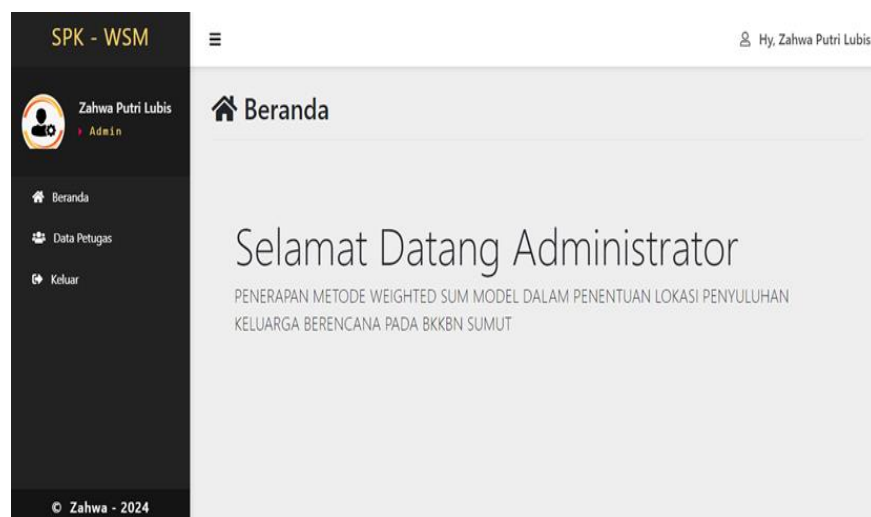 SPK - WSM
Hy, Zahwa Putri Lubis
Zahwa Putri Lubis
Admin
Beranda
Data Petugas
Keluar
Beranda
Selamat Datang Administrator
PENERAPAN METODE WEIGHTED SUM MODEL DALAM PENENTUAN LOKASI PENYULUHAN
KELUARGA BERENCANA PADA BKKBN SUMUT
© Zahwa - 2024